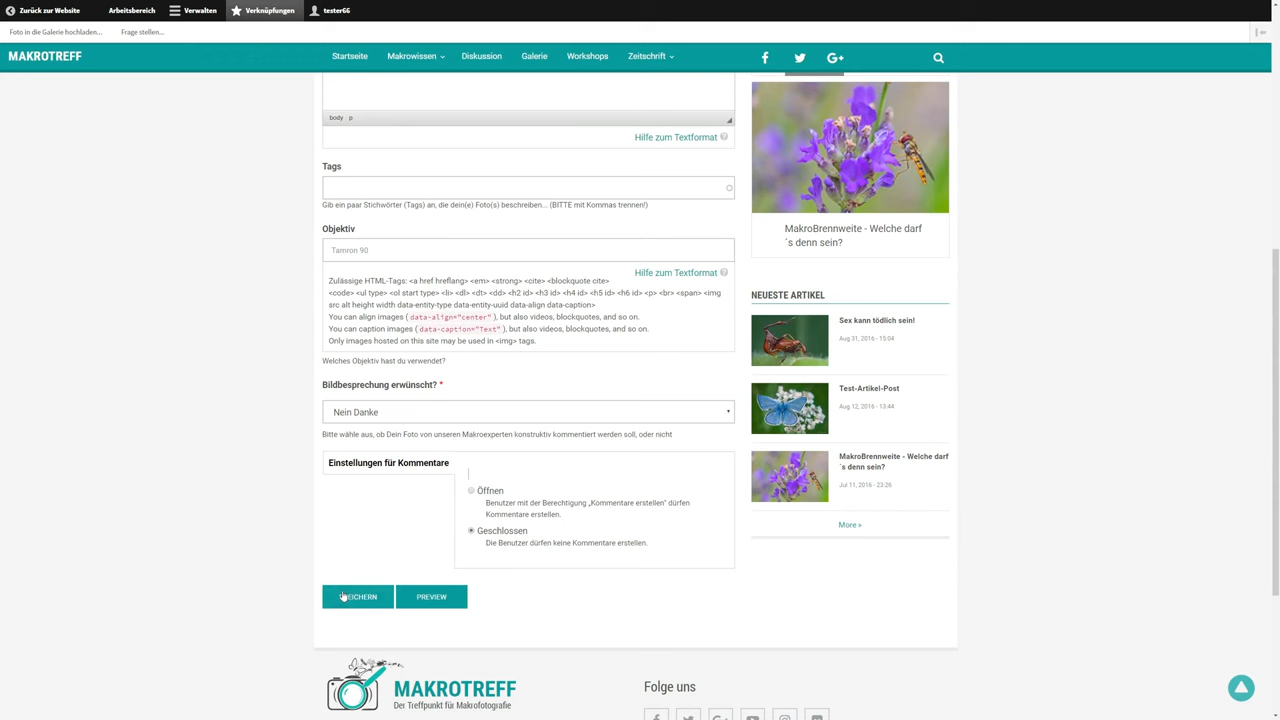 Zurück zur Website
Arbeitsbereich
Verwalten
Verknüpfungen
tester66
Foto in die Galerie hochladen...
Frage stellen...
MAKROTREFF
Startseite
Makrowissen
Diskussion
Galerie
Workshops
Zeitschrift
body p
Hilfe zum Textformat
Tags
Gib ein paar Stichwörter (Tags) an, die dein(e) Foto(s) beschreiben... (BITTE mit Kommas trennen!)
Objektiv
Tamron 90
Hilfe zum Textformat
Zulässige HTML-Tags: <a href hreflang> <em> <strong> <cite> <blockquote cite>
<code> <ul type> <ol start type> <li> <dl> <dt> <dd> <h2 id> <h3 id> <h4 id> <h5 id> <h6 id> <p> <br> <span> <img
src alt height width data-entity-type data-entity-uuid data-align data-caption>
You can align images (data-align="center"), but also videos, blockquotes, and so on.
You can caption images (data-caption="Text"), but also videos, blockquotes, and so on.
Only images hosted on this site may be used in <img> tags.
Welches Objektiv hast du verwendet?
Bildbesprechung erwünscht? *
Nein Danke
Bitte wähle aus, ob Dein Foto von unseren Makroexperten konstruktiv kommentiert werden soll, oder nicht
Einstellungen für Kommentare
Öffnen
Benutzer mit der Berechtigung „Kommentare erstellen" dürfen
Kommentare erstellen.
Geschlossen
Die Benutzer dürfen keine Kommentare erstellen.
PREVIEW
MakroBrennweite - Welche darf
´s denn sein?
NEUESTE ARTIKEL
Sex kann tödlich sein!
Aug 31, 2016 - 15:04
Test-Artikel-Post
Aug 12, 2016 - 13:44
MakroBrennweite - Welche darf
´s denn sein?
Jul 11, 2016 - 23:26
More »
MAKROTREFF
Der Treffpunkt für Makrofotografie
Folge uns